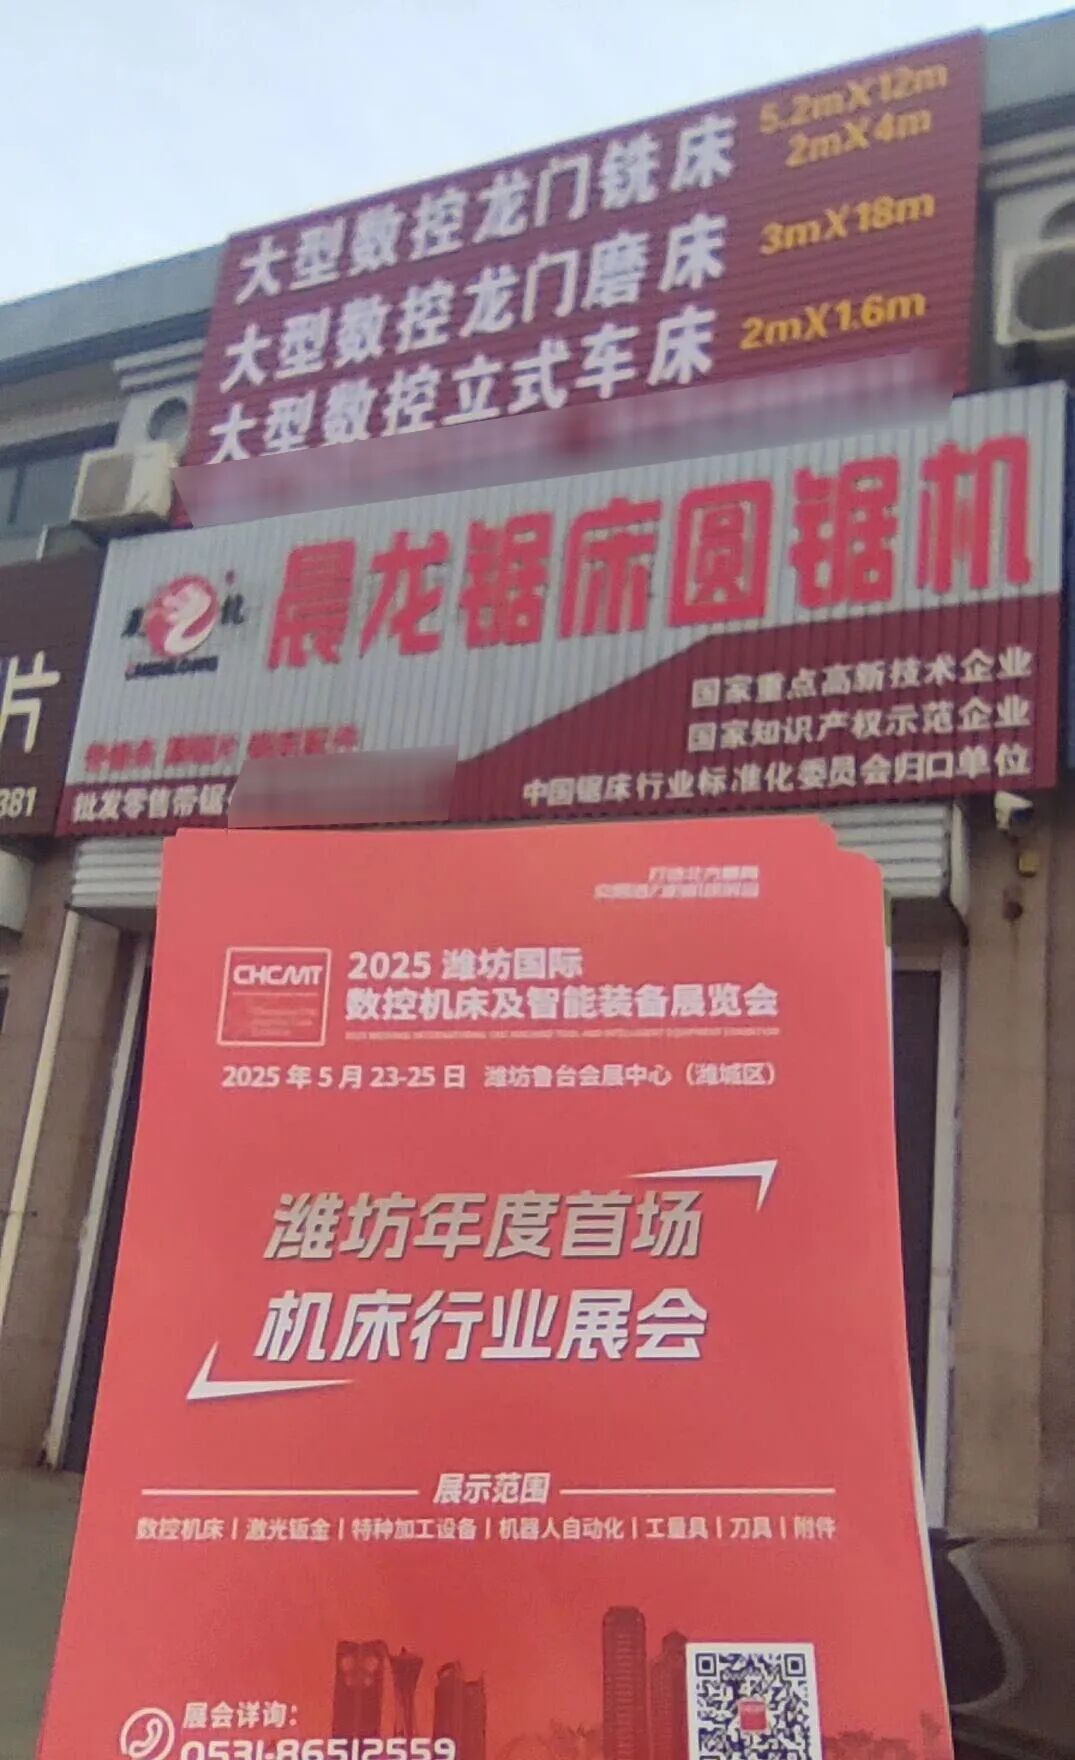 大型数控龙门铣床 5.2mX12m
2mX4m
大型数控龙门磨床 3mX18m
大型数控立式车床 2mX1.6m
晨龙锯床圆锯机
国家重点高新技术企业
国家知识产权示范企业
中国锯床行业标准化委员会归口单位
批发零售带锯
片
381
CHCMT
2025 潍坊国际
数控机床及智能装备展览会
2025 年 5 月 23-25 日 潍坊鲁台会展中心（潍城区）
潍坊年度首场
机床行业展会
展示范围
数控机床 | 激光钣金 | 特种加工设备 | 机器人自动化 | 工量具 | 刀具 | 附件
展会详询：
0531-86512559